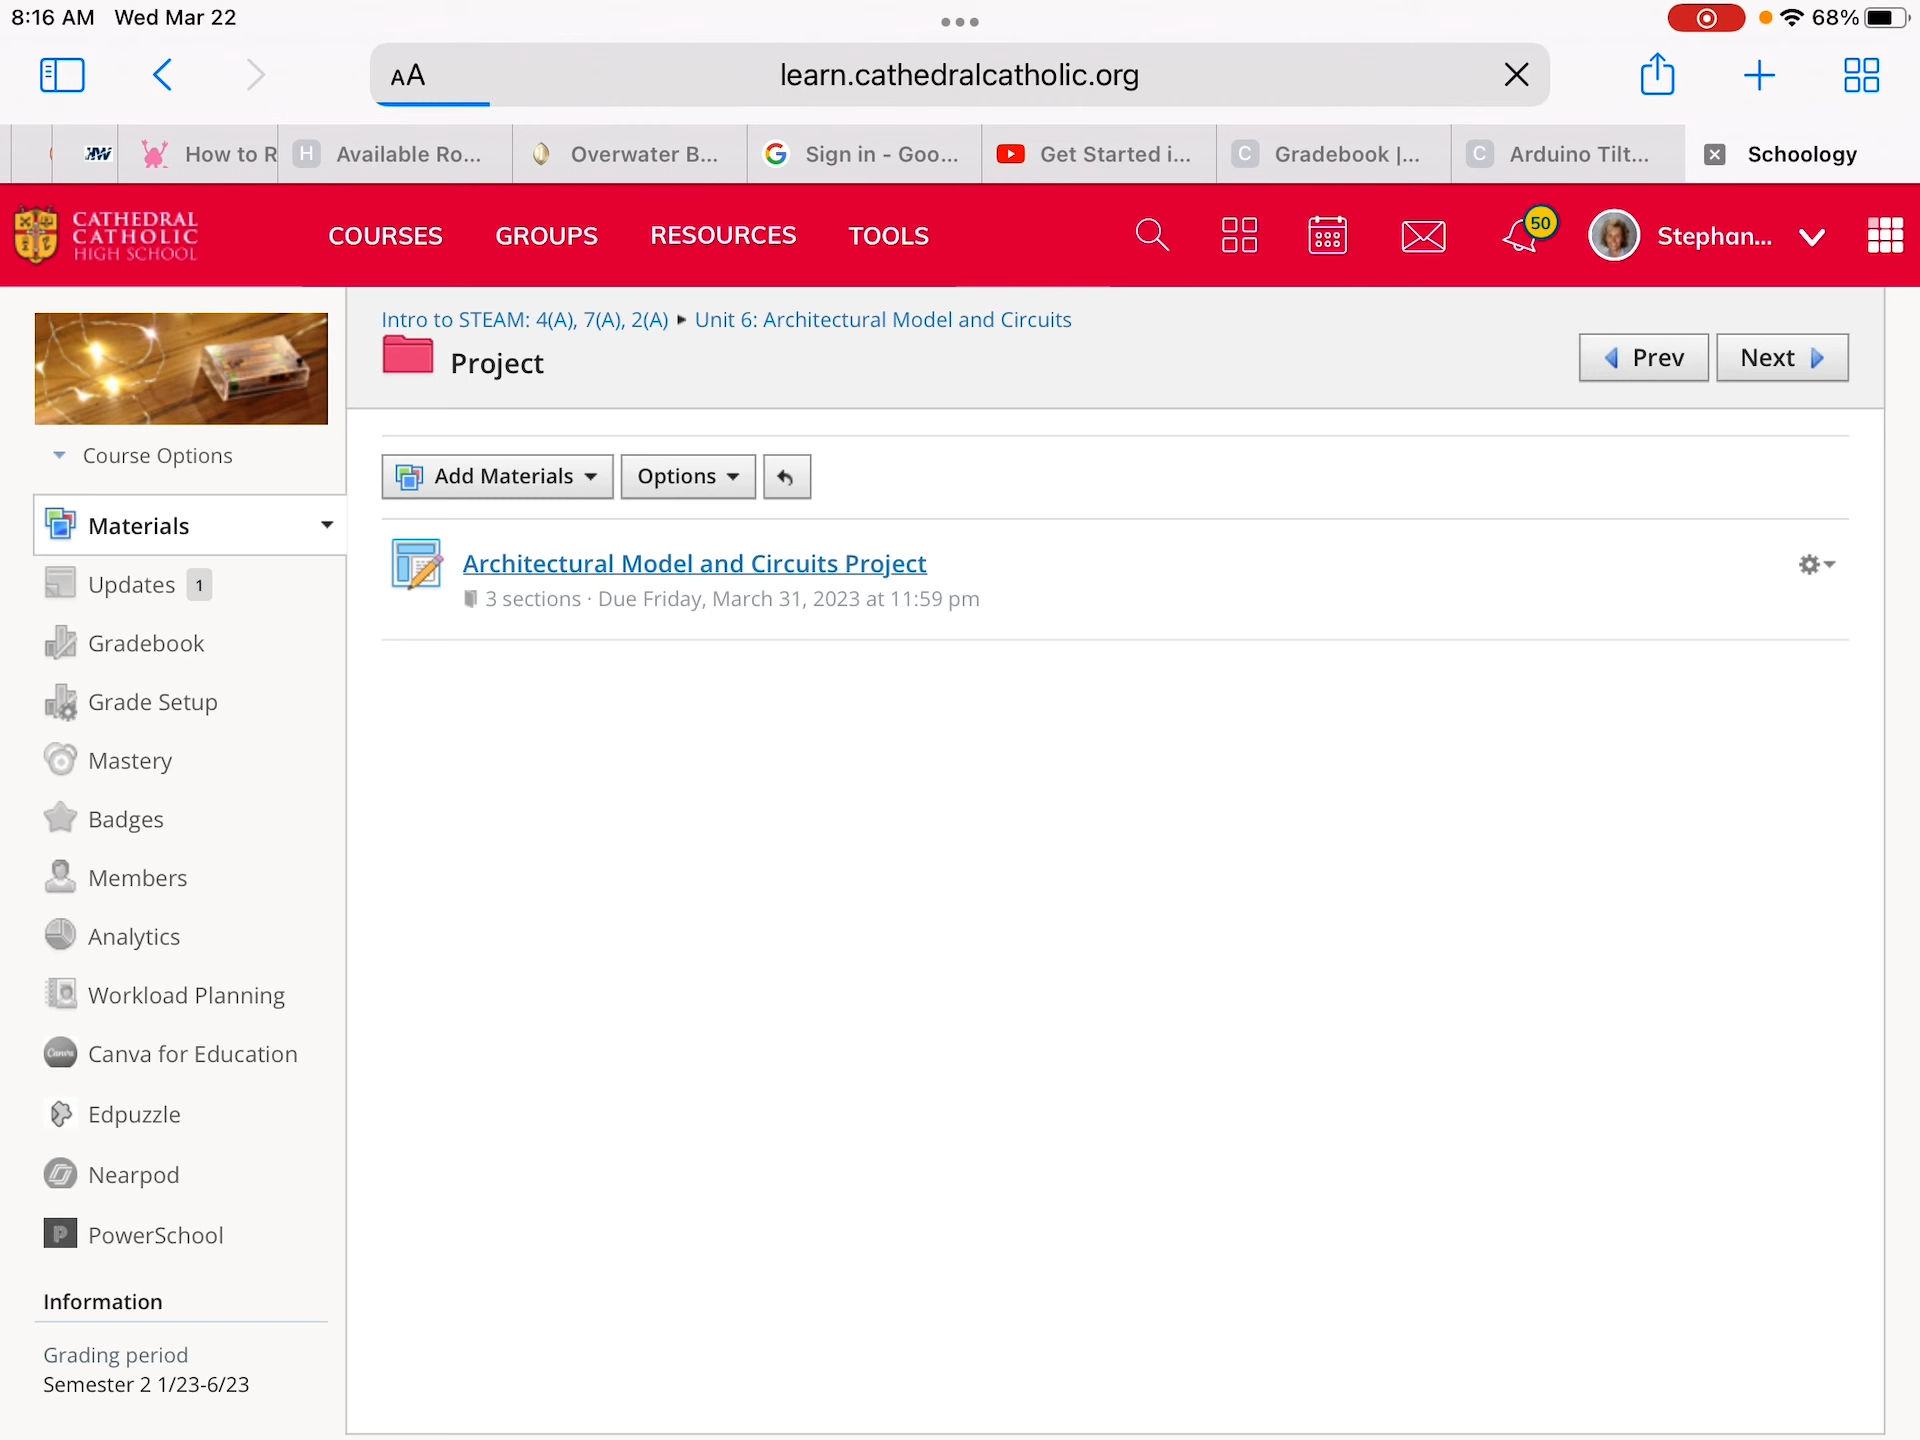 8:16 AM Wed Mar 22
68%
AA
learn.cathedralcatholic.org
HW
How to R
H
Available Ro...
Overwater B...
Sign in - Goo...
Get Started i...
C
Gradebook |...
C
Arduino Tilt...
Schoology
CATHEDRAL
CATHOLIC
HIGH SCHOOL
COURSES
GROUPS
RESOURCES
TOOLS
50
Stephan...
Intro to STEAM: 4(A), 7(A), 2(A) ▸ Unit 6: Architectural Model and Circuits
Project
Prev
Next
Course Options
Add Materials
Options
Materials
Architectural Model and Circuits Project
3 sections · Due Friday, March 31, 2023 at 11:59 pm
Updates 1
Gradebook
Grade Setup
Mastery
Badges
Members
Analytics
Workload Planning
Canva
Canva for Education
Edpuzzle
Nearpod
P
PowerSchool
Information
Grading period
Semester 2 1/23-6/23